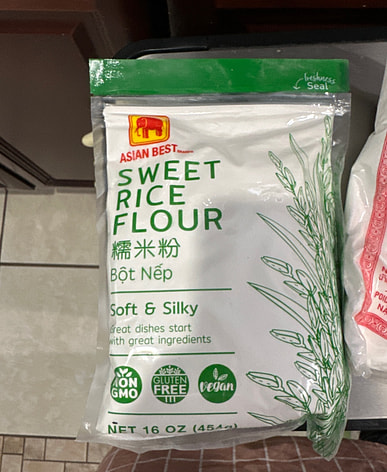 freshness
Seal
ASIAN BEST
SWEET
RICE
FLOUR
糯米粉
Bột Nếp
Soft & Silky
Great dishes start
with great ingredients
NON
GMO
GLUTEN
FREE
vegan
NET 16 OZ (454g)